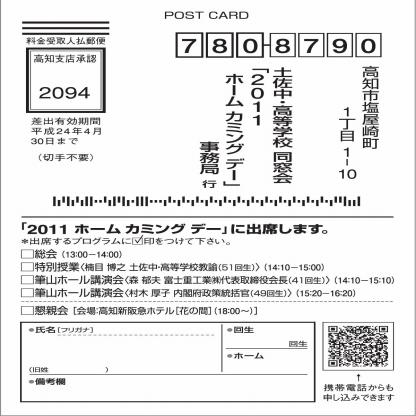 POST CARD
料金受取人払郵便
高知支店承認
2094
差出有効期間
平成24年4月
30日まで
(切手不要)
780-8790
高知市塩屋崎町
1丁目1-10
土佐中・高等学校 同窓会
「2011
ホーム カミング デー」
事務局 行
「2011 ホーム カミング デー」に出席します。
*出席するプログラムに☑印をつけて下さい。
□総会(13:00−14:00)
□特別授業〈楠目 博之 土佐中・高等学校教諭(51回生)〉(14:10−15:00)
□筆山ホール講演会〈森 郁夫 富士重工業㈱代表取締役会長(41回生)〉(14:10−15:10)
□筆山ホール講演会〈村木 厚子 内閣府政策統括官(49回生)〉(15:20−16:20)
□懇親会 [会場:高知新阪急ホテル[花の間](18:00〜)]
●氏名[フリガナ]
(旧姓 )
●回生
回生
●ホーム
●備考欄
携帯電話からも
申し込みできます